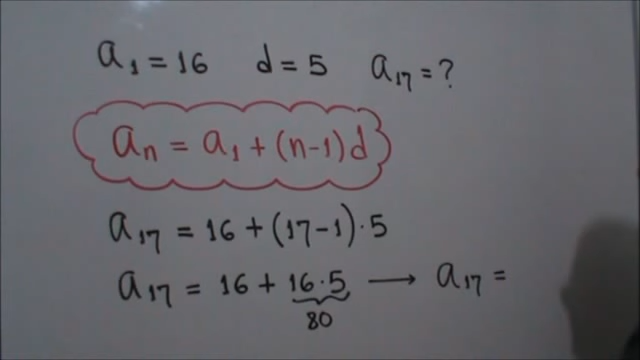 a₁ = 16 d = 5 a₁₇ = ?
aₙ = a₁ + (n-1)d
a₁₇ = 16 + (17-1)·5
a₁₇ = 16 + 16·5 → a₁₇ =
80